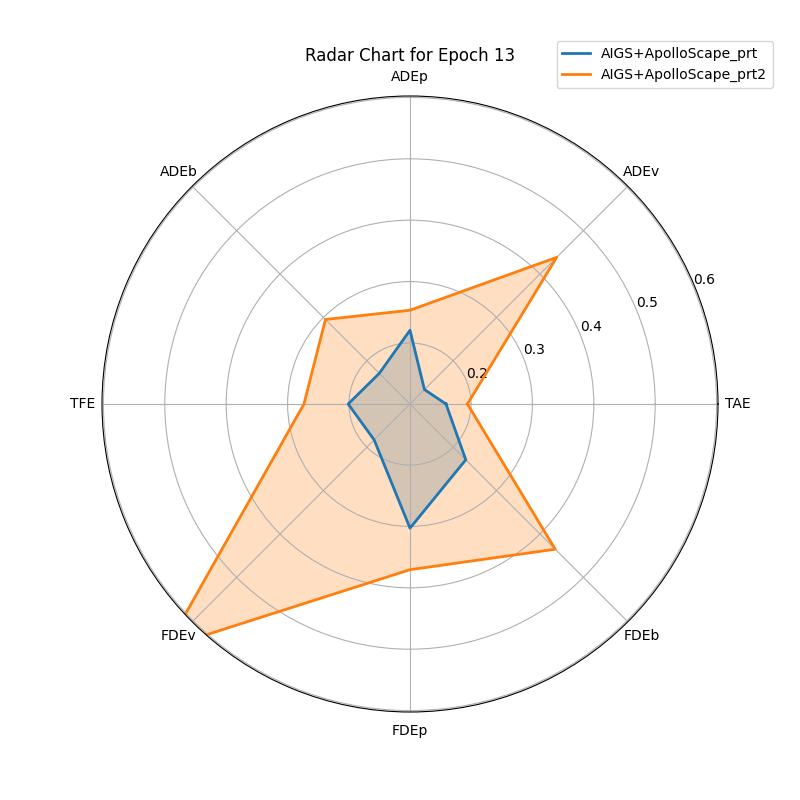 AIGS+ApolloScape_prt
AIGS+ApolloScape_prt2
Radar Chart for Epoch 13
ADEp
ADEb
ADEv
0.6
0.5
0.4
0.3
0.2
TFE
TAE
FDEv
FDEb
FDEp